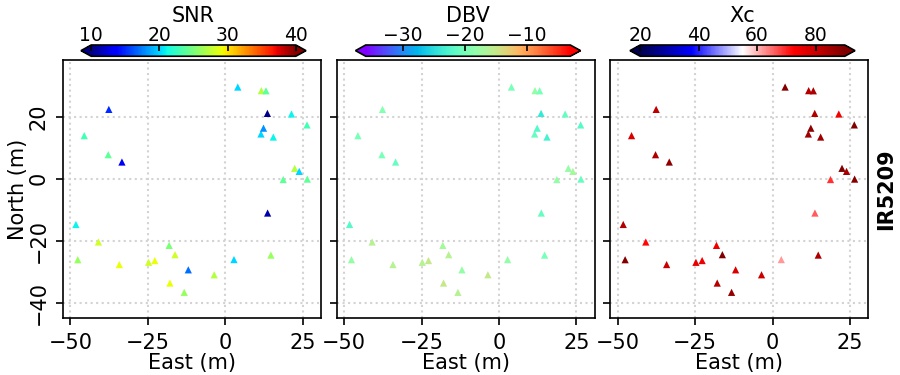 SNR DBV Xc
10 20 30 40 −30 −20 −10 20 40 60 80
20
0
−20
−40
North (m)
IR5209
−50 −25 0 25 −50 −25 0 25 −50 −25 0 25
East (m) East (m) East (m)